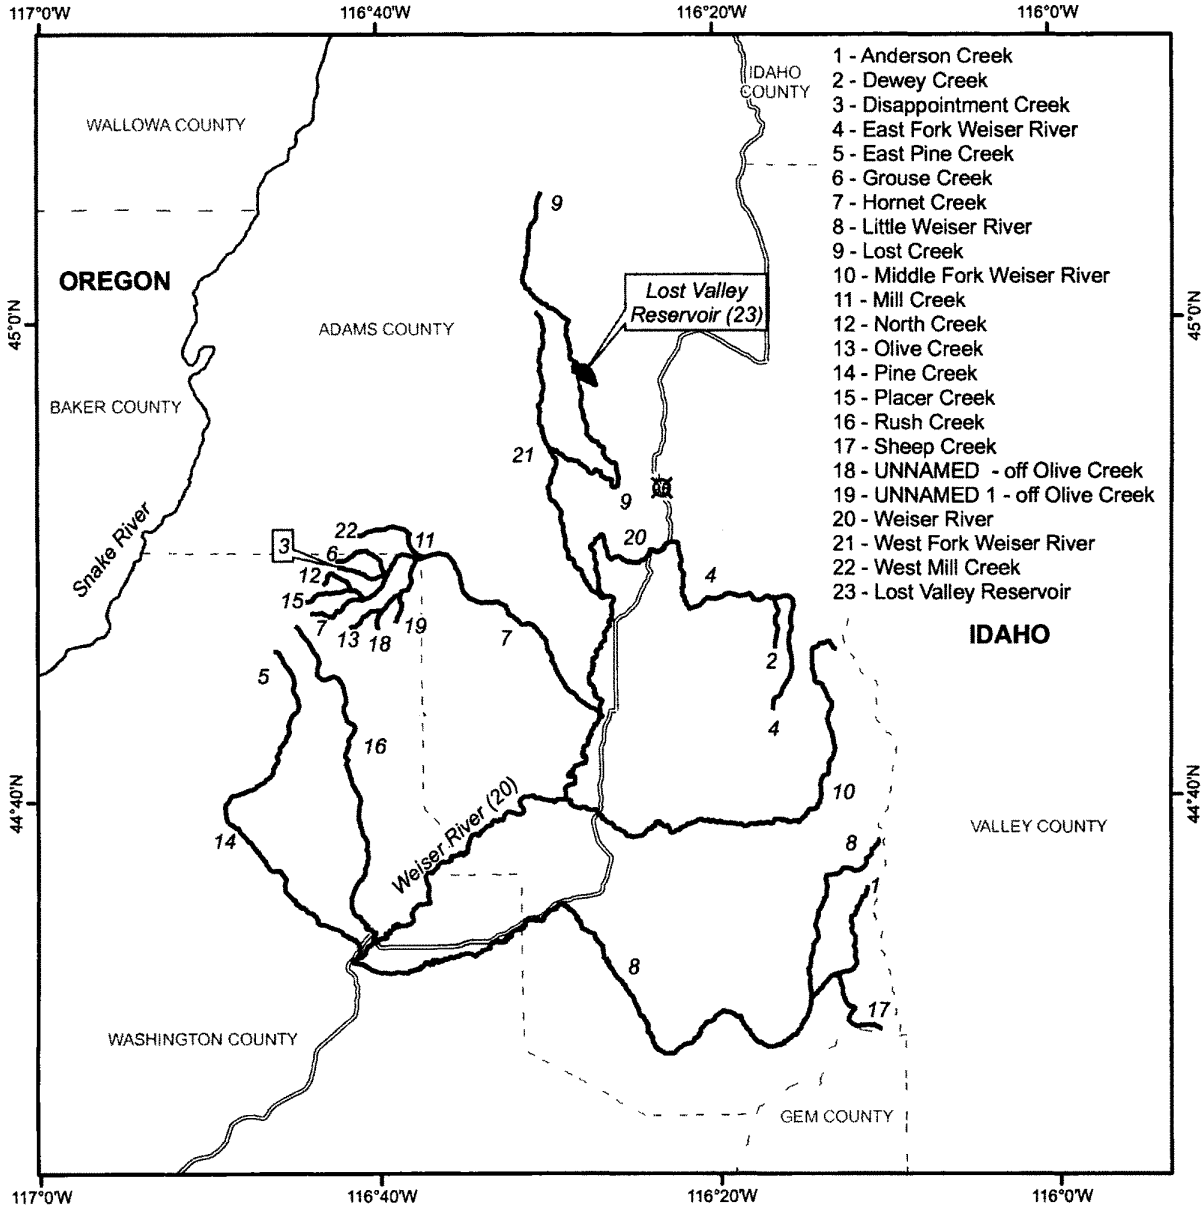 117°0'W
116°40'W
116°20'W
116°0'W
IDAHO
COUNTY
WALLOWA COUNTY
1 - Anderson Creek
2 - Dewey Creek
3 - Disappointment Creek
4 - East Fork Weiser River
5 - East Pine Creek
6 - Grouse Creek
7 - Hornet Creek
8 - Little Weiser River
9 - Lost Creek
10 - Middle Fork Weiser River
11 - Mill Creek
12 - North Creek
13 - Olive Creek
14 - Pine Creek
15 - Placer Creek
16 - Rush Creek
17 - Sheep Creek
18 - UNNAMED - off Olive Creek
19 - UNNAMED 1 - off Olive Creek
20 - Weiser River
21 - West Fork Weiser River
22 - West Mill Creek
23 - Lost Valley Reservoir
9
OREGON
Lost Valley
Reservoir (23)
45°0'N
45°0'N
ADAMS COUNTY
BAKER COUNTY
21
9
Snake River
22
11
20
3
6
12
15
7
13
18
19
7
4
2
4
IDAHO
5
16
10
44°40'N
44°40'N
Weiser River (20)
14
VALLEY COUNTY
8
1
8
17
WASHINGTON COUNTY
GEM COUNTY
117°0'W
116°40'W
116°20'W
116°0'W